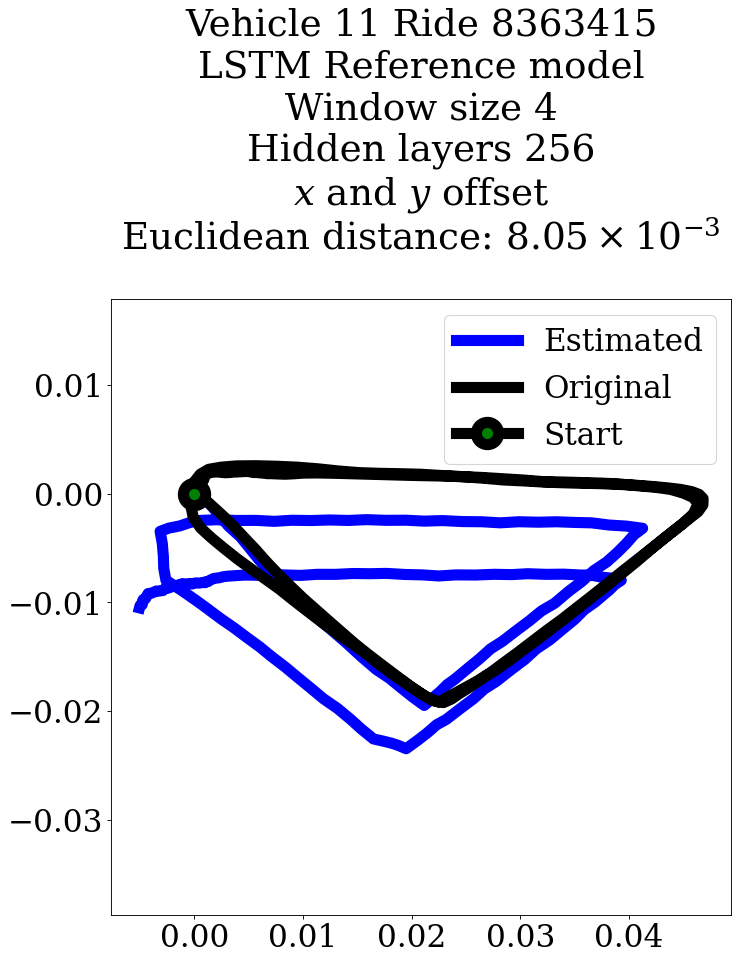 Vehicle 11 Ride 8363415
LSTM Reference model
Window size 4
Hidden layers 256
x and y offset
Euclidean distance: 8.05 × 10⁻³
Estimated
Original
Start
0.01
0.00
−0.01
−0.02
−0.03
0.00 0.01 0.02 0.03 0.04